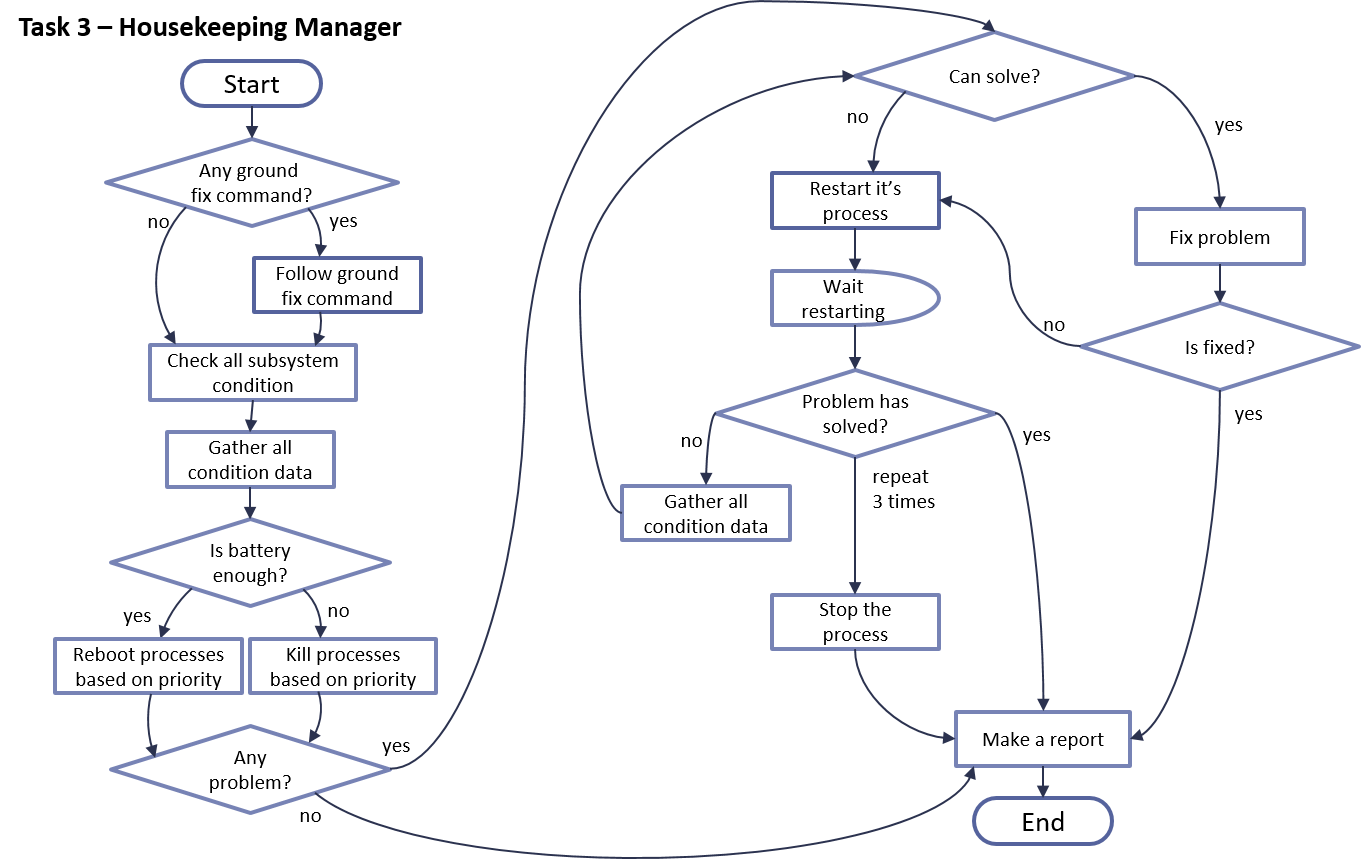 Task 3 – Housekeeping Manager
Start
Any ground
fix command?
no
yes
Follow ground
fix command
Check all subsystem
condition
Gather all
condition data
Is battery
enough?
yes
no
Reboot processes
based on priority
Kill processes
based on priority
Any
problem?
yes
no
Can solve?
no
yes
Restart it's
process
Fix problem
Wait
restarting
Is fixed?
no
yes
Problem has
solved?
no
yes
repeat
3 times
Gather all
condition data
Stop the
process
Make a report
End